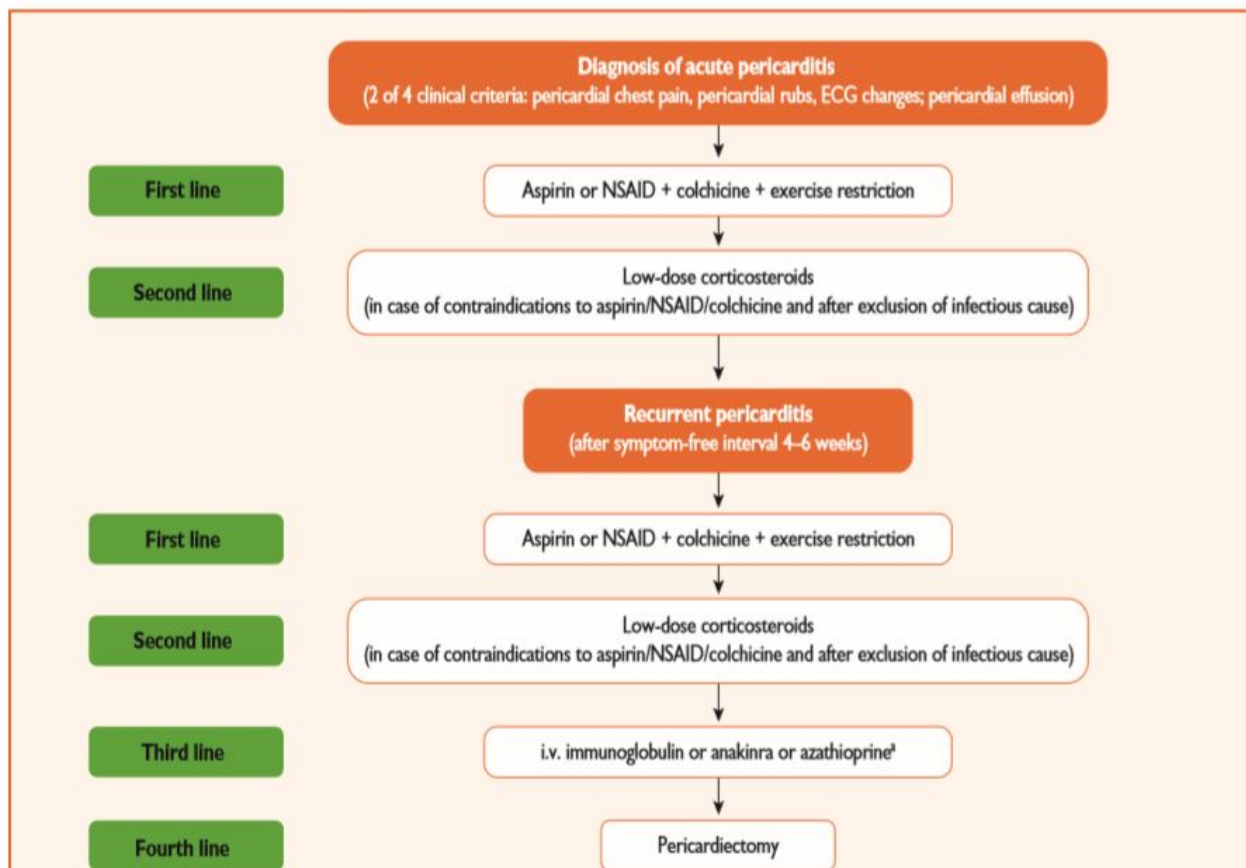 Diagnosis of acute pericarditis
(2 of 4 clinical criteria: pericardial chest pain, pericardial rubs, ECG changes; pericardial effusion)
First line
Aspirin or NSAID + colchicine + exercise restriction
Second line
Low-dose corticosteroids
(in case of contraindications to aspirin/NSAID/colchicine and after exclusion of infectious cause)
Recurrent pericarditis
(after symptom-free interval 4–6 weeks)
First line
Aspirin or NSAID + colchicine + exercise restriction
Second line
Low-dose corticosteroids
(in case of contraindications to aspirin/NSAID/colchicine and after exclusion of infectious cause)
Third line
i.v. immunoglobulin or anakinra or azathioprineª
Fourth line
Pericardiectomy